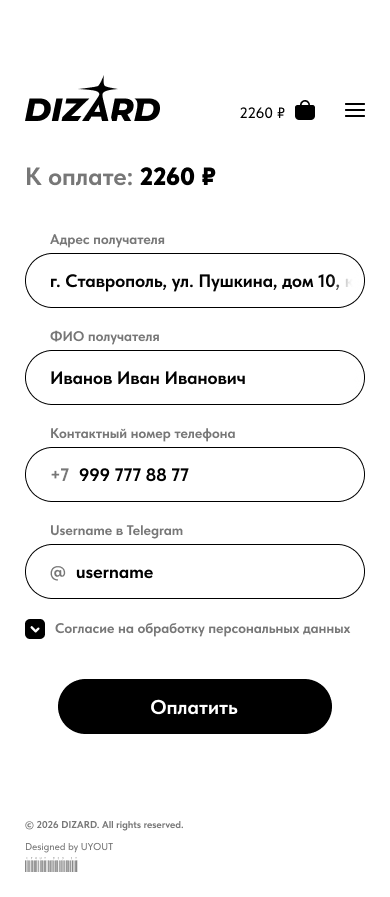 DIZARD
2260 ₽
К оплате: 2260 ₽
Адрес получателя
г. Ставрополь, ул. Пушкина, дом 10,
ФИО получателя
Иванов Иван Иванович
Контактный номер телефона
+7 999 777 88 77
Username в Telegram
@ username
Согласие на обработку персональных данных
Оплатить
© 2026 DIZARD. All rights reserved.
Designed by UYOUT